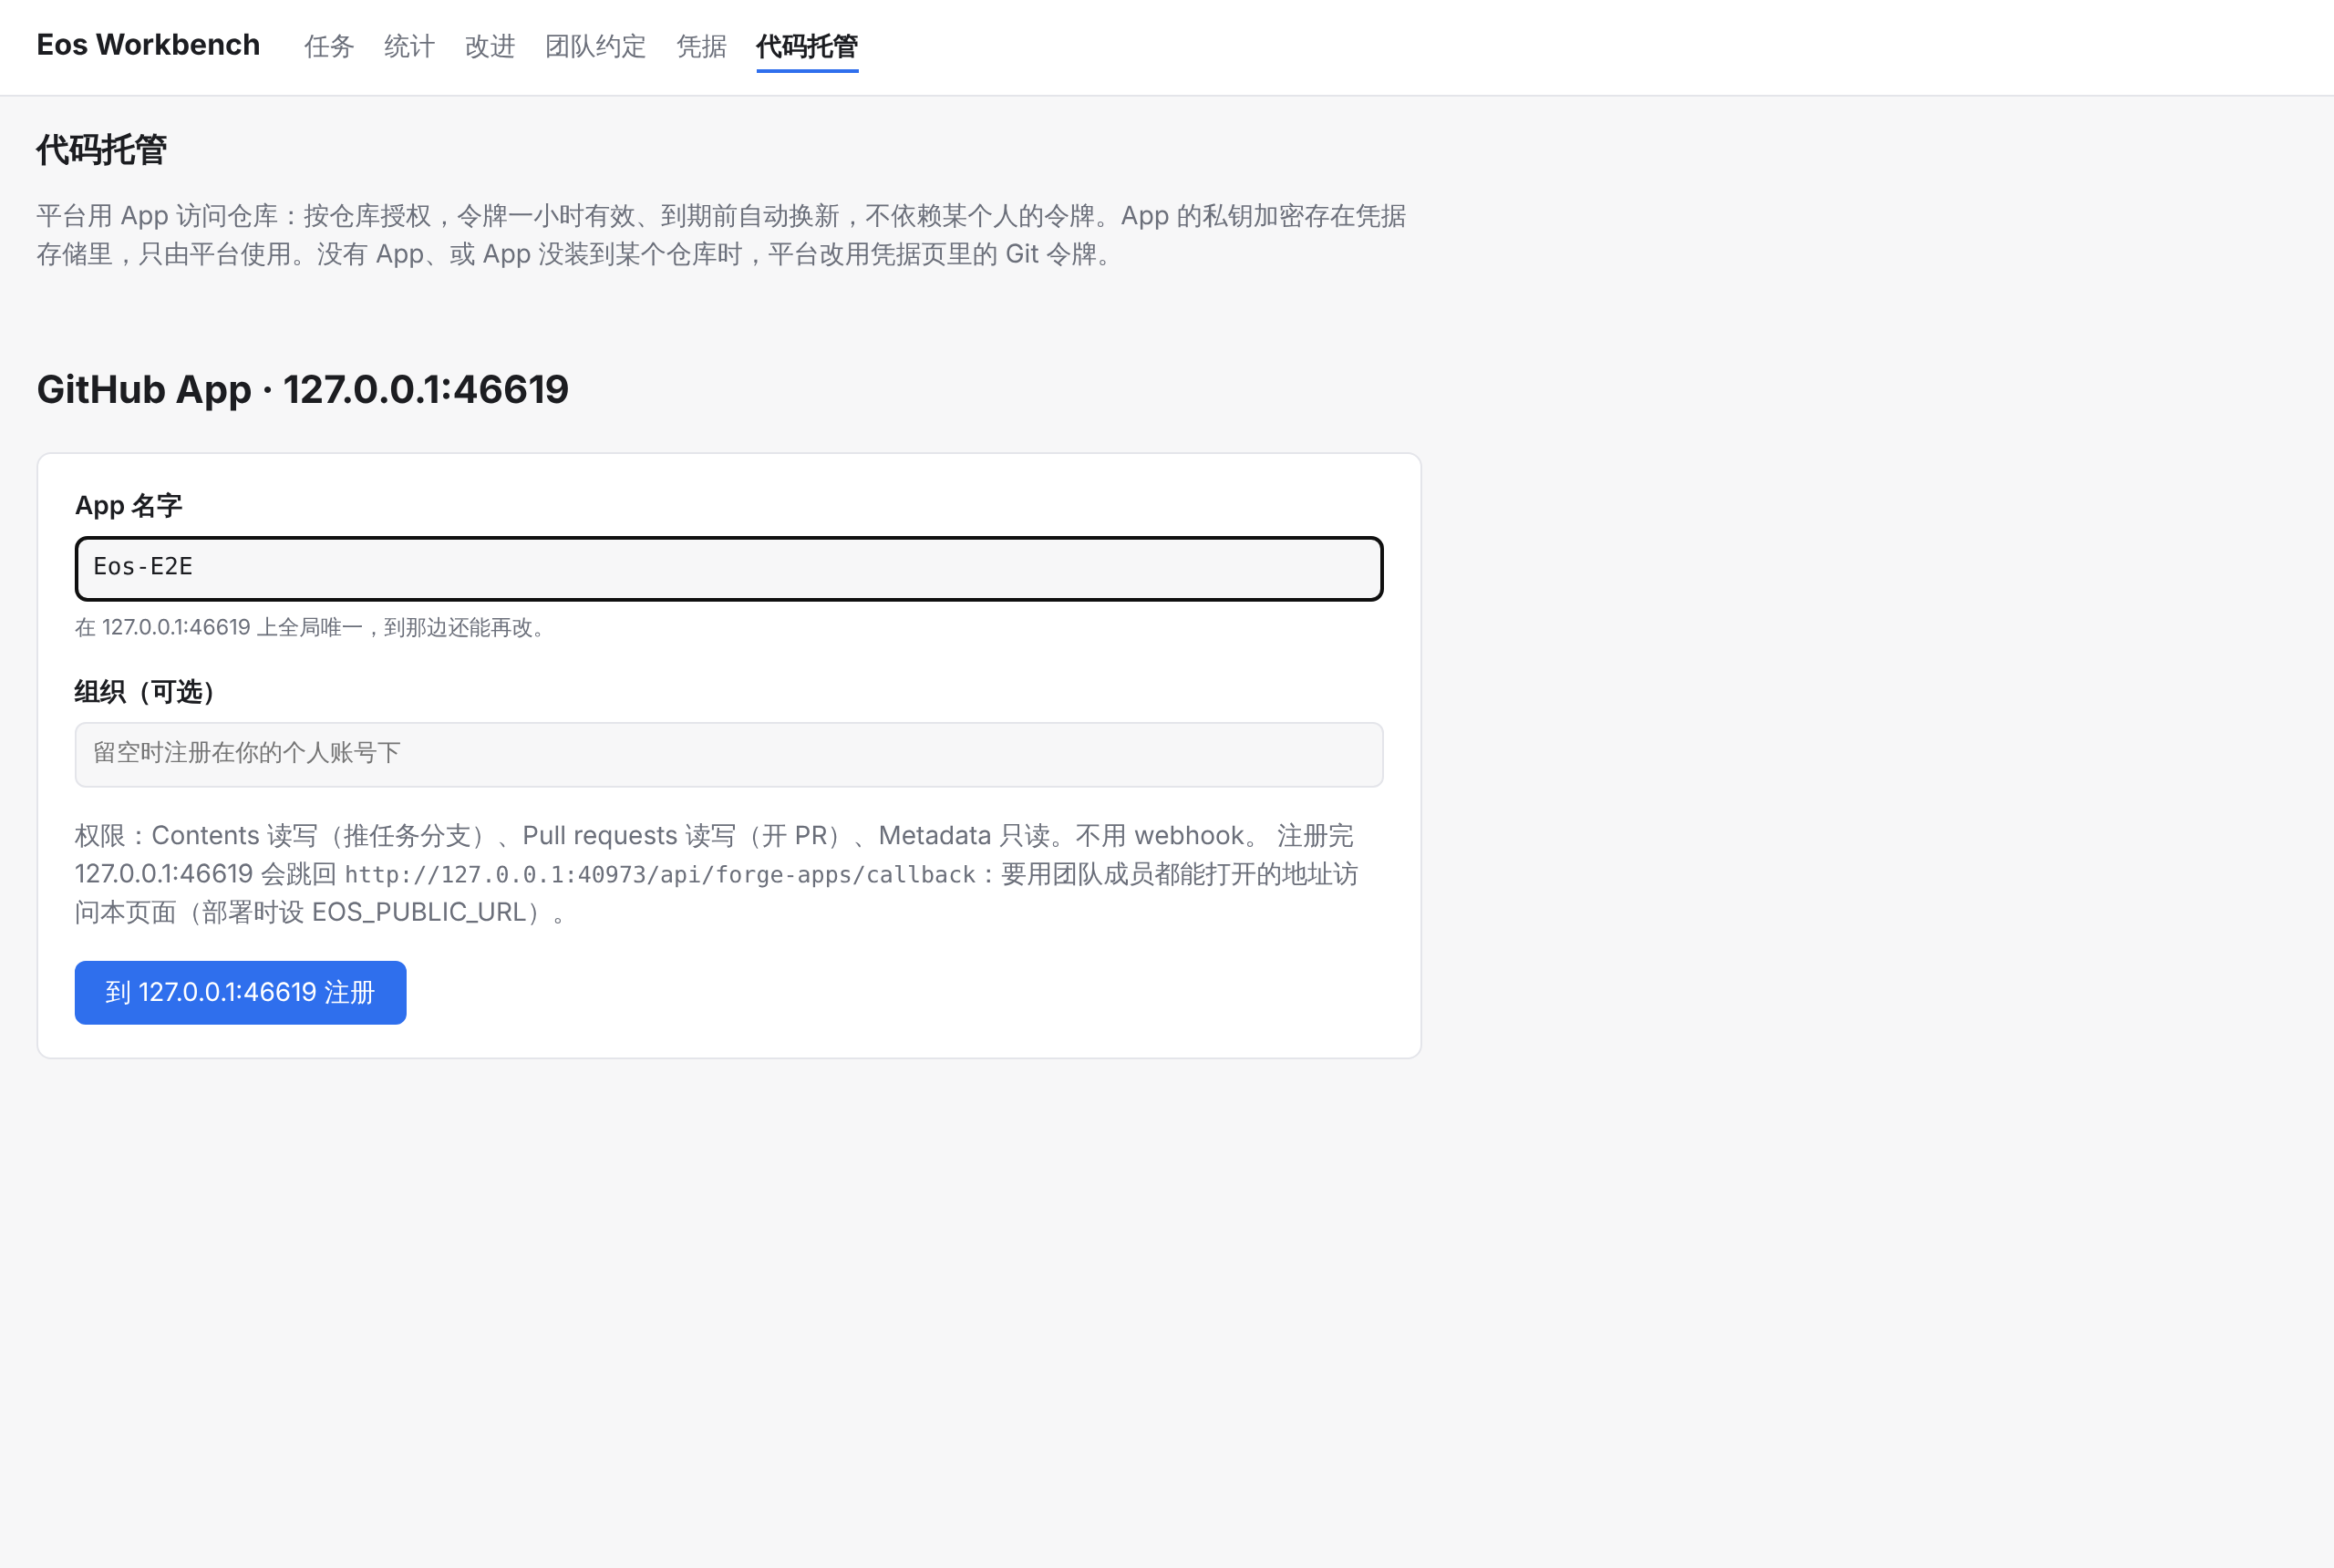 Eos Workbench 任务 统计 改进 团队约定 凭据 代码托管
代码托管
平台用 App 访问仓库：按仓库授权，令牌一小时有效、到期前自动换新，不依赖某个人的令牌。App 的私钥加密存在凭据
存储里，只由平台使用。没有 App、或 App 没装到某个仓库时，平台改用凭据页里的 Git 令牌。
GitHub App · 127.0.0.1:46619
App 名字
Eos-E2E
在 127.0.0.1:46619 上全局唯一，到那边还能再改。
组织（可选）
留空时注册在你的个人账号下
权限：Contents 读写（推任务分支）、Pull requests 读写（开 PR）、Metadata 只读。不用 webhook。 注册完
127.0.0.1:46619 会跳回 http://127.0.0.1:40973/api/forge-apps/callback：要用团队成员都能打开的地址访
问本页面（部署时设 EOS_PUBLIC_URL）。
到 127.0.0.1:46619 注册